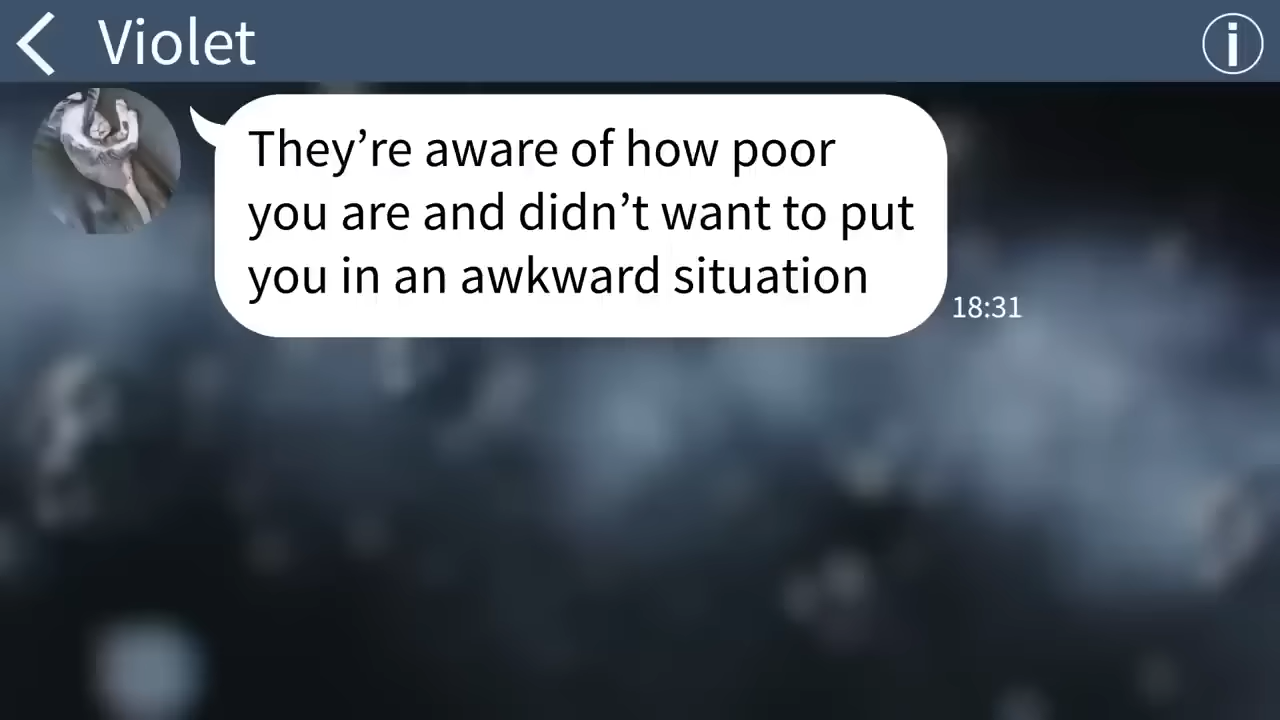 Violet
They’re aware of how poor
you are and didn’t want to put
you in an awkward situation
18:31